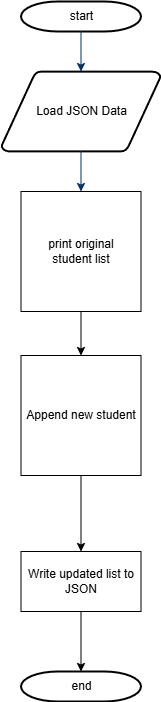 start
Load JSON Data
print original
student list
Append new student
Write updated list to
JSON
end